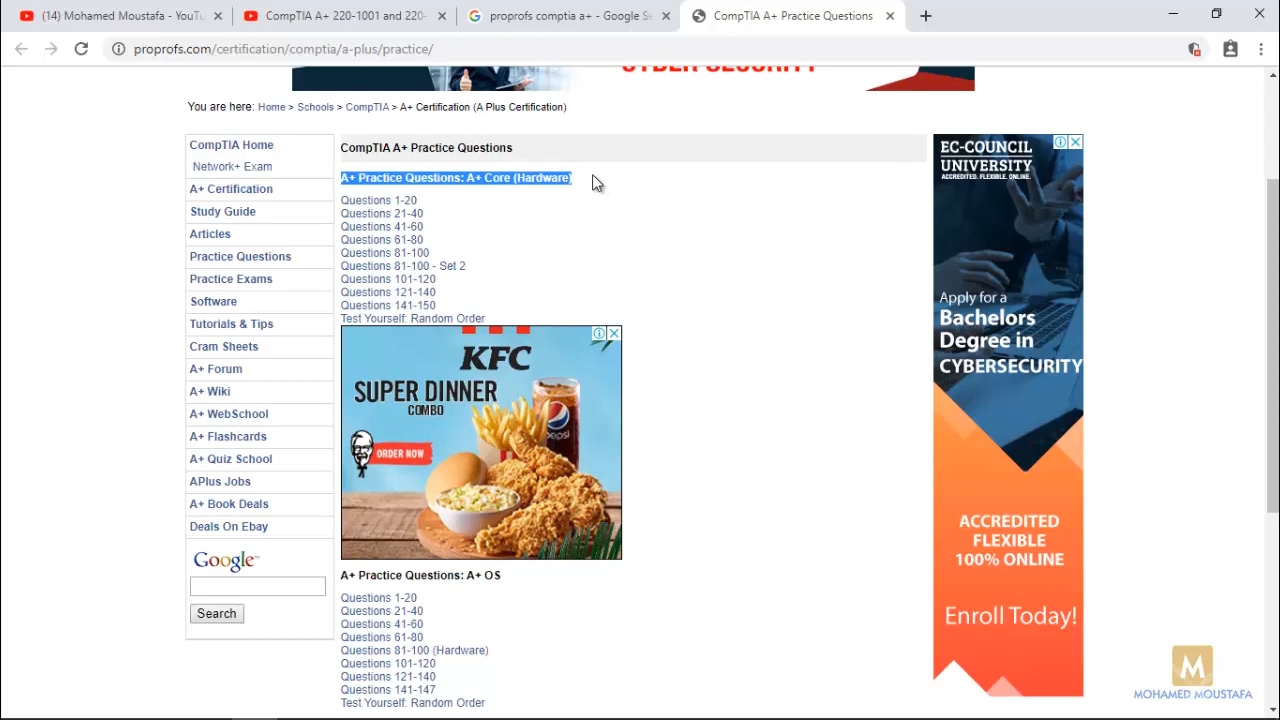 (14) Mohamed Moustafa - YouTu
CompTIA A+ 220-1001 and 220-
proprofs comptia a+ - Google Se
CompTIA A+ Practice Questions
proprofs.com/certification/comptia/a-plus/practice/
CYBER SECURITY
You are here: Home > Schools > CompTIA > A+ Certification (A Plus Certification)
CompTIA Home
Network+ Exam
A+ Certification
Study Guide
Articles
Practice Questions
Practice Exams
Software
Tutorials & Tips
Cram Sheets
A+ Forum
A+ Wiki
A+ WebSchool
A+ Flashcards
A+ Quiz School
APlus Jobs
A+ Book Deals
Deals On Ebay
Google
Search
CompTIA A+ Practice Questions
A+ Practice Questions: A+ Core (Hardware)
Questions 1-20
Questions 21-40
Questions 41-60
Questions 61-80
Questions 81-100
Questions 81-100 - Set 2
Questions 101-120
Questions 121-140
Questions 141-150
Test Yourself: Random Order
KFC
SUPER DINNER
COMBO
ORDER NOW
pepsi
A+ Practice Questions: A+ OS
Questions 1-20
Questions 21-40
Questions 41-60
Questions 61-80
Questions 81-100 (Hardware)
Questions 101-120
Questions 121-140
Questions 141-147
Test Yourself: Random Order
EC-COUNCIL
UNIVERSITY
ACCREDITED. FLEXIBLE. ONLINE.
Apply for a
Bachelors
Degree in
CYBERSECURITY
ACCREDITED
FLEXIBLE
100% ONLINE
Enroll Today!
M
MOHAMED MOUSTAFA